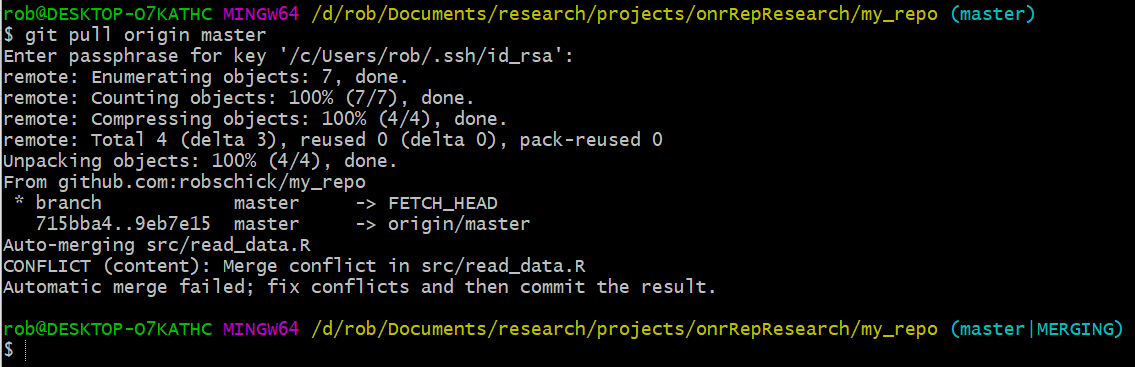 rob@DESKTOP-O7KATHC MINGW64 /d/rob/Documents/research/projects/onrRepResearch/my_repo (master)
$ git pull origin master
Enter passphrase for key '/c/Users/rob/.ssh/id_rsa':
remote: Enumerating objects: 7, done.
remote: Counting objects: 100% (7/7), done.
remote: Compressing objects: 100% (4/4), done.
remote: Total 4 (delta 3), reused 0 (delta 0), pack-reused 0
Unpacking objects: 100% (4/4), done.
From github.com:robschick/my_repo
 * branch            master     -> FETCH_HEAD
   715bba4..9eb7e15  master     -> origin/master
Auto-merging src/read_data.R
CONFLICT (content): Merge conflict in src/read_data.R
Automatic merge failed; fix conflicts and then commit the result.
rob@DESKTOP-O7KATHC MINGW64 /d/rob/Documents/research/projects/onrRepResearch/my_repo (master|MERGING)
$